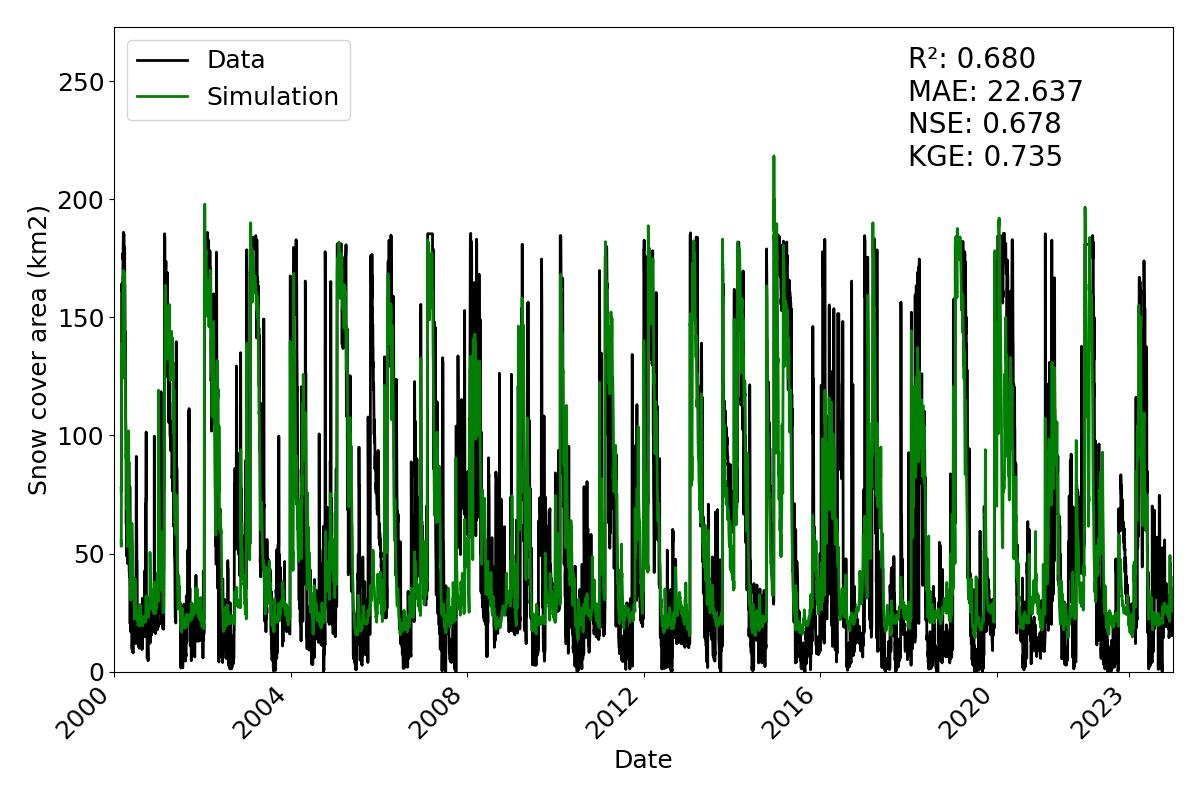 Data
Simulation
R²: 0.680
MAE: 22.637
NSE: 0.678
KGE: 0.735
Snow cover area (km2)
250
200
150
100
50
0
2000
2004
2008
2012
2016
2020
2023
Date